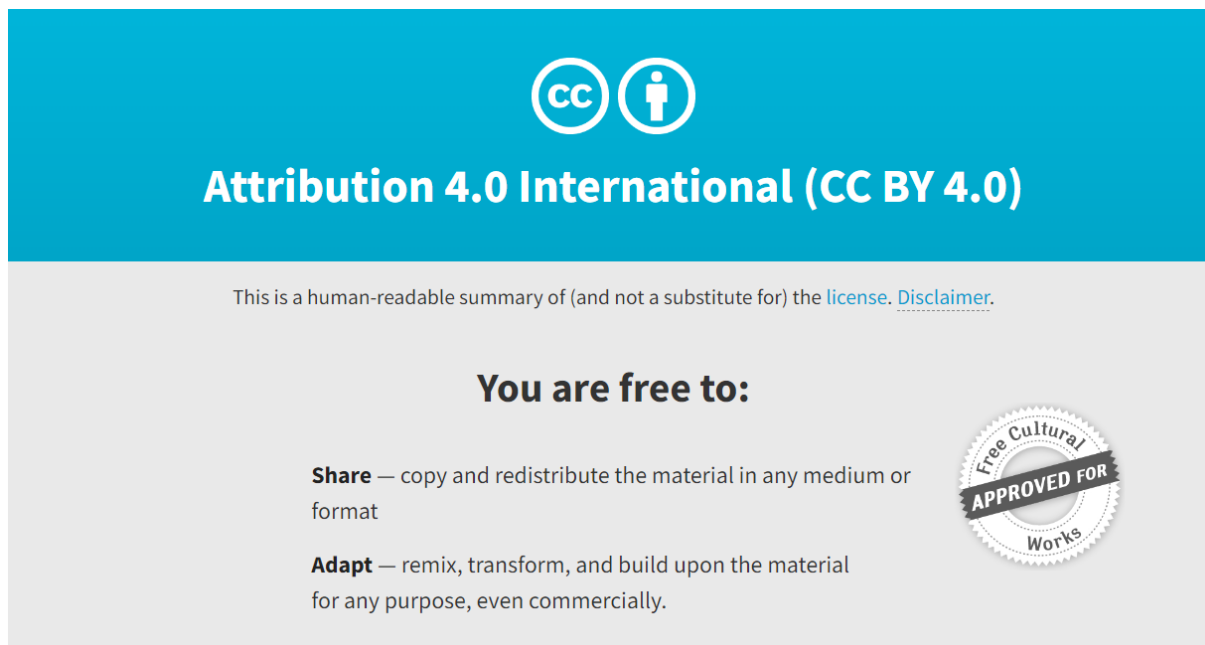 cc
Attribution 4.0 International (CC BY 4.0)
This is a human-readable summary of (and not a substitute for) the license. Disclaimer.
You are free to:
Share — copy and redistribute the material in any medium or
format
Adapt — remix, transform, and build upon the material
for any purpose, even commercially.
Free Cultural
APPROVED FOR
Works